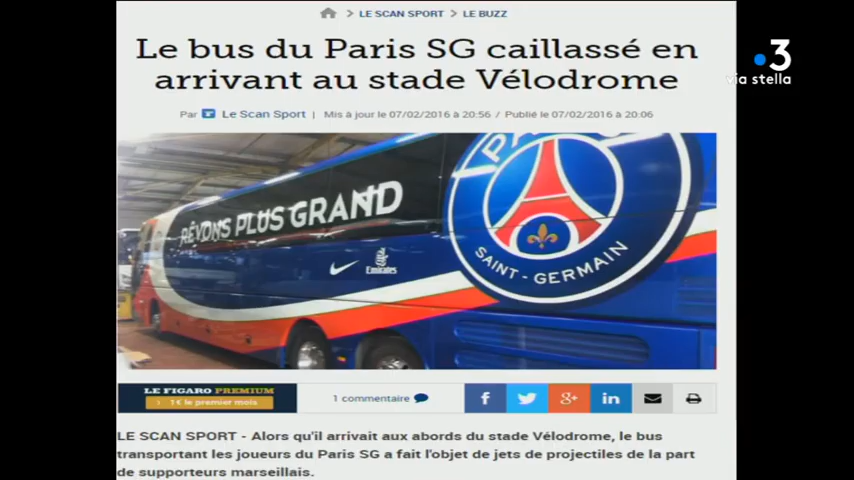 LE SCAN SPORT > LE BUZZ
Le bus du Paris SG caillassé en
arrivant au stade Vélodrome
3
via stella
Par Le Scan Sport | Mis à jour le 07/02/2016 à 20:56 / Publié le 07/02/2016 à 20:06
RÊVONS PLUS GRAND
PA
SAINT-GERMAIN
Emirates
LE FIGARO PREMIUM
1€ le premier mois
1 commentaire
f
g+
in
LE SCAN SPORT - Alors qu'il arrivait aux abords du stade Vélodrome, le bus
transportant les joueurs du Paris SG a fait l'objet de jets de projectiles de la part
de supporteurs marseillais.